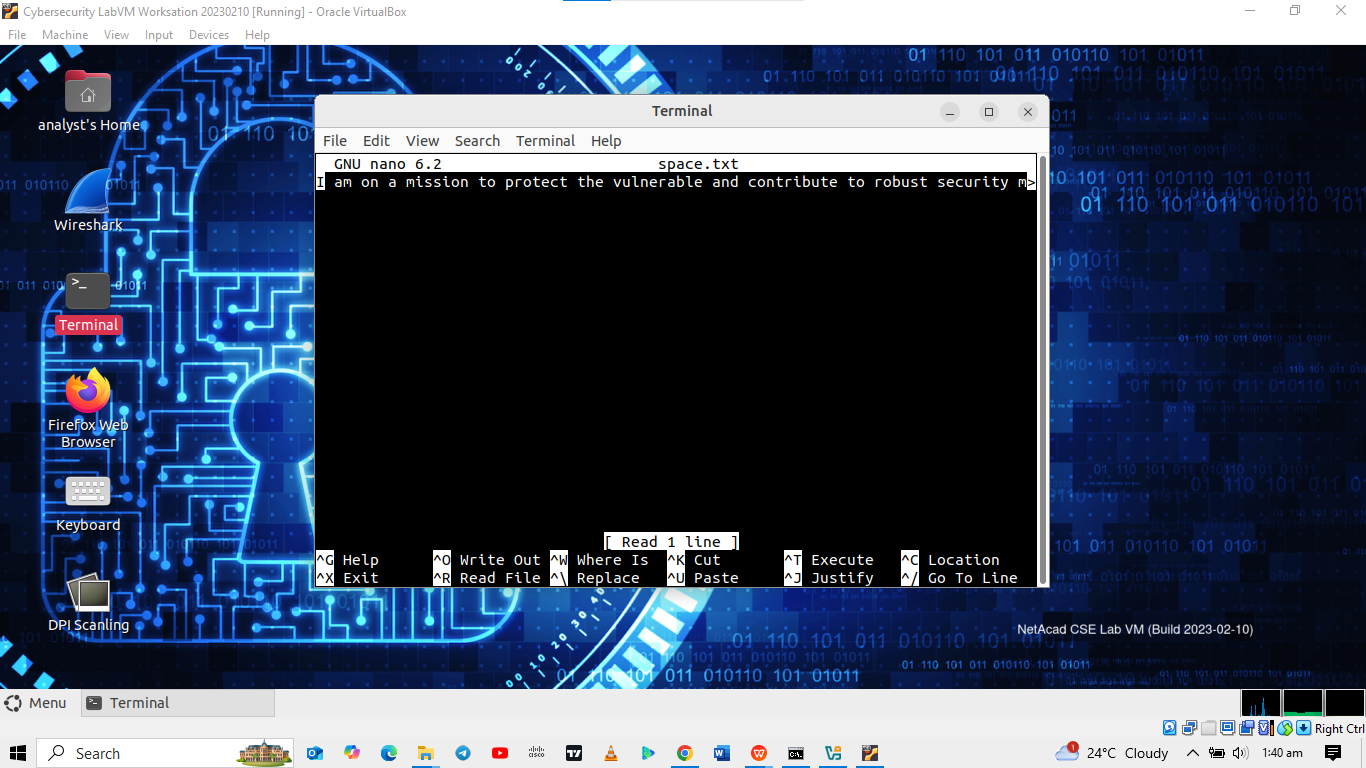 Cybersecurity LabVM Worksation 20230210 [Running] - Oracle VirtualBox
File Machine View Input Devices Help
analyst's Home
Wireshark
Terminal
Firefox Web
Browser
Keyboard
DPI Scanling
Terminal
File Edit View Search Terminal Help
GNU nano 6.2 space.txt
I am on a mission to protect the vulnerable and contribute to robust security m>
[ Read 1 line ]
^G Help ^O Write Out ^W Where Is ^K Cut ^T Execute ^C Location
^X Exit ^R Read File ^\ Replace ^U Paste ^J Justify ^/ Go To Line
NetAcad CSE Lab VM (Build 2023-02-10)
Menu Terminal
Right Ctrl
Search 24°C Cloudy 1:40 am